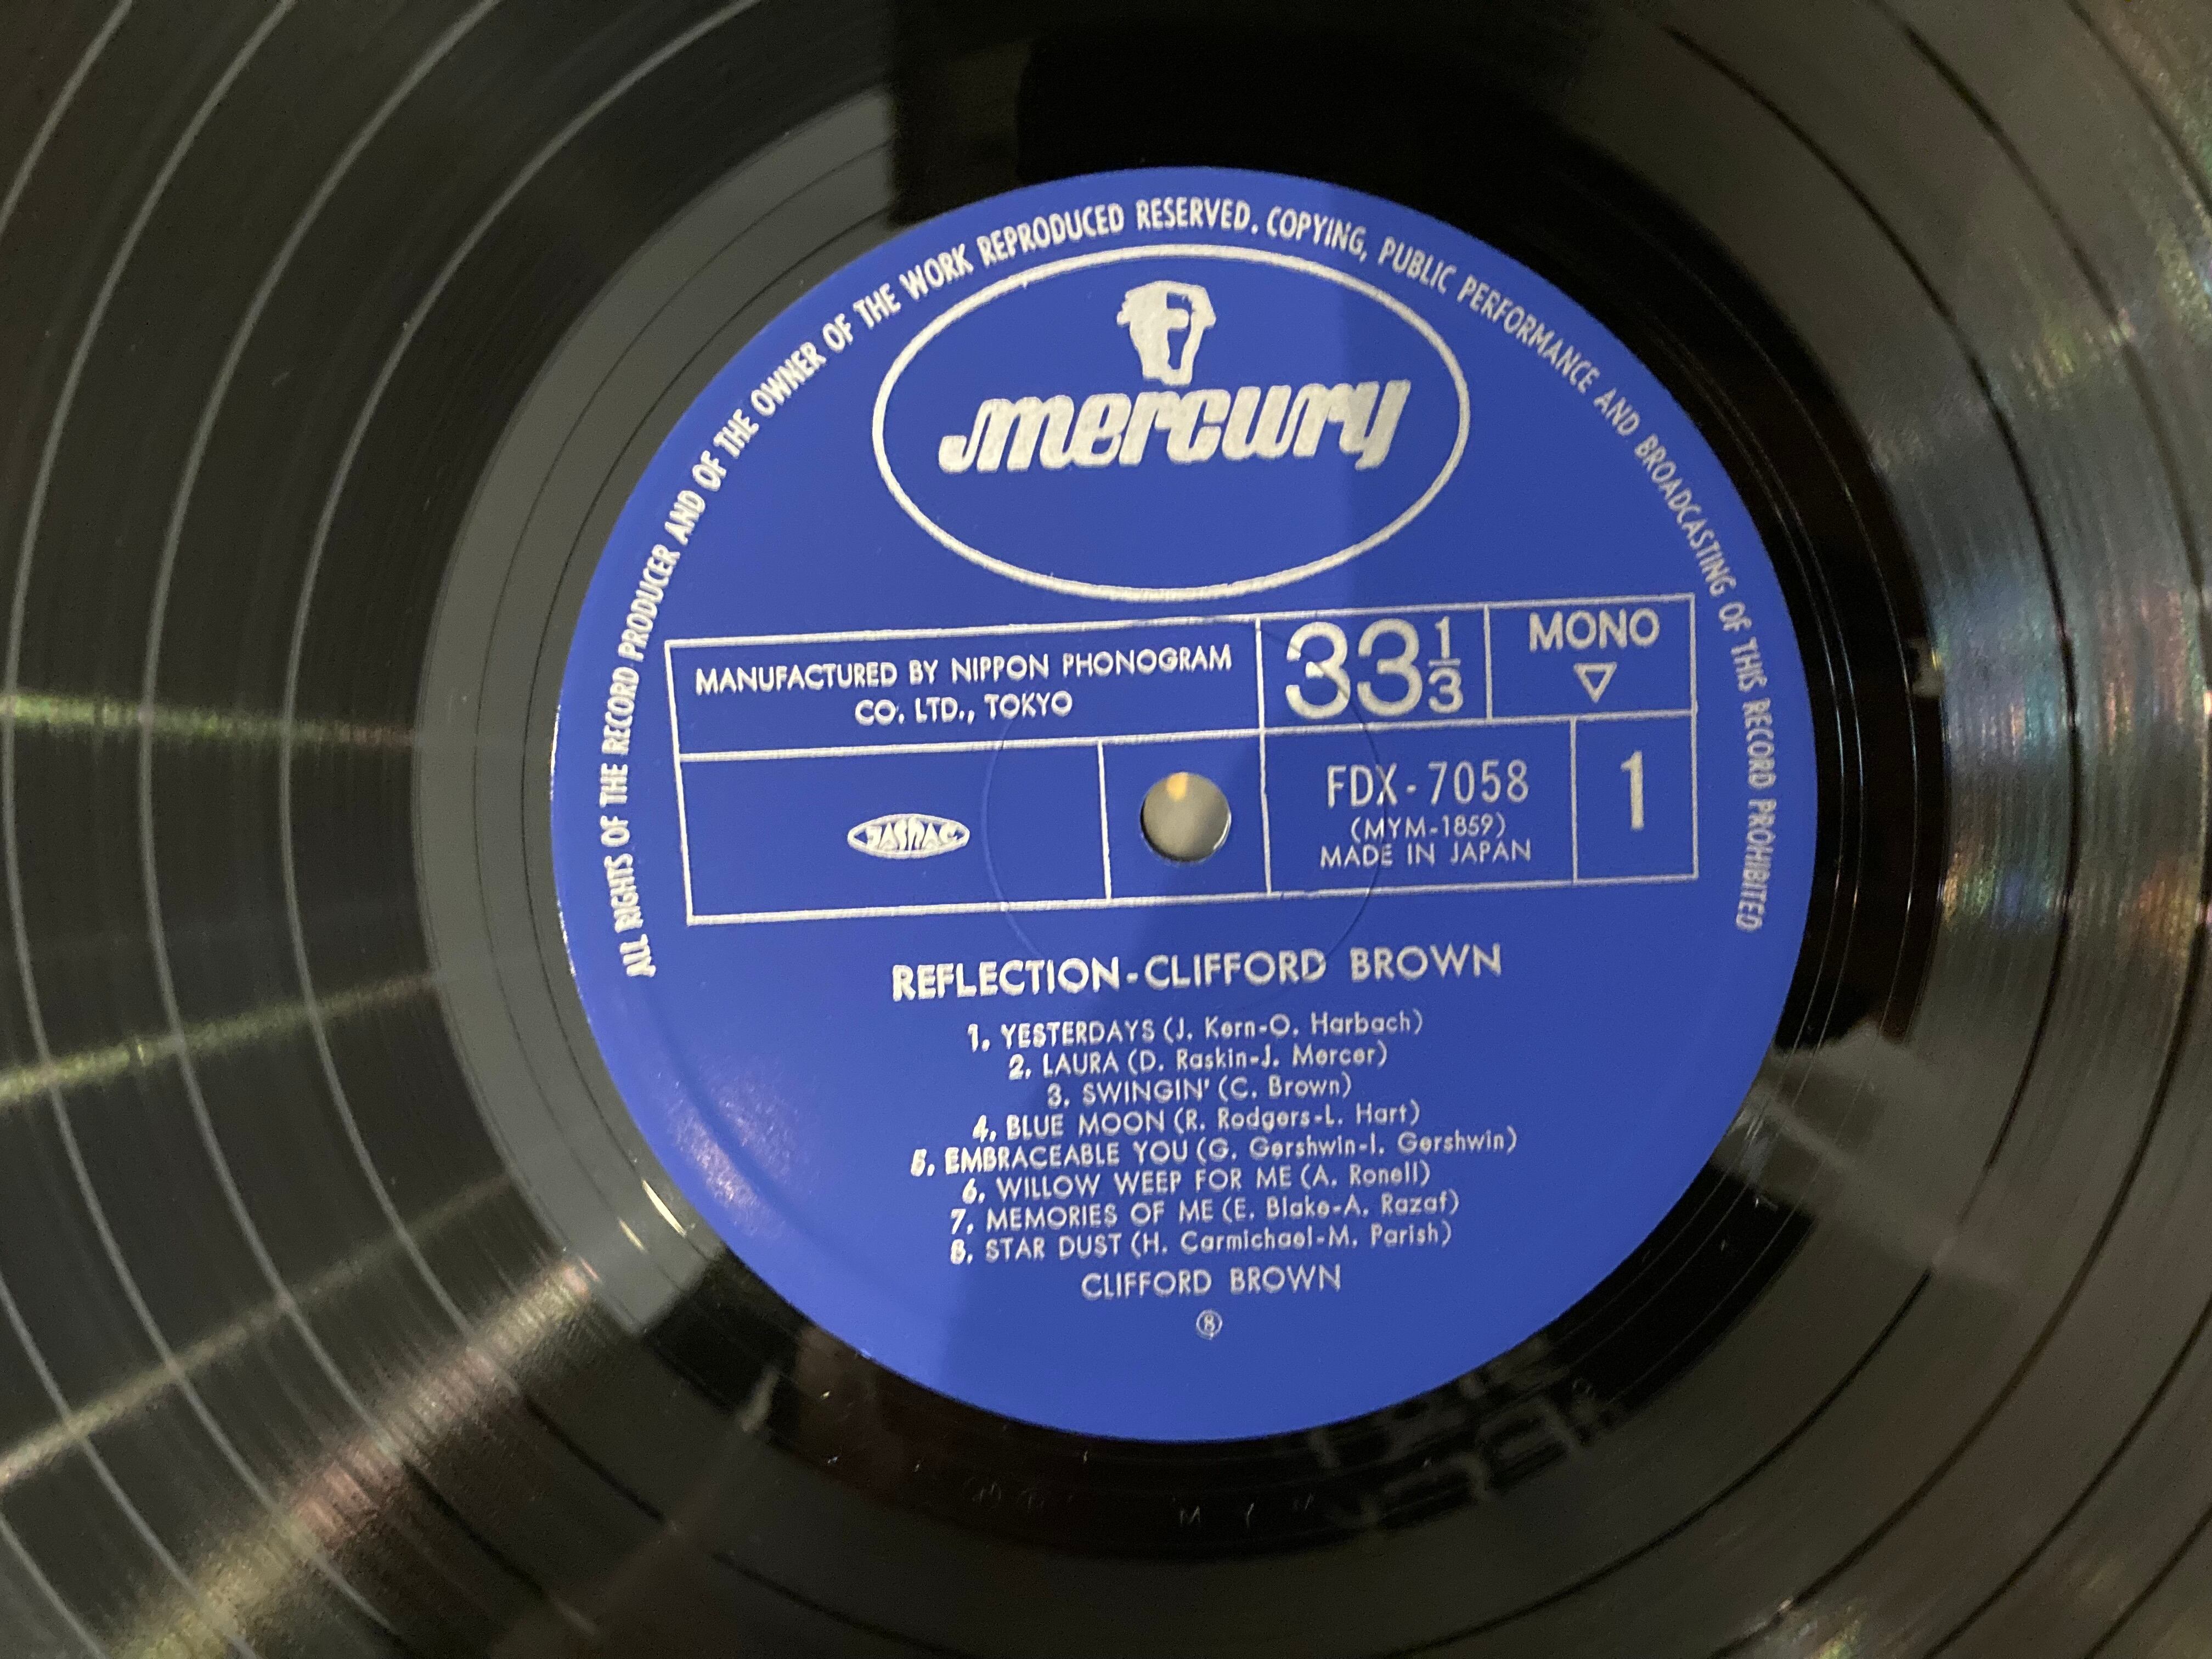 ALL RIGHTS OF THE RECORD PRODUCER AND OF THE OWNER OF THE WORK REPRODUCED RESERVED. COPYING, PUBLIC PERFORMANCE AND BROADCASTING OF THIS RECORD PROHIBITED
mercury
MANUFACTURED BY NIPPON PHONOGRAM
CO. LTD., TOKYO
33 1/3
MONO
▽
JASRAC
FDX-7058
(MYM-1859)
MADE IN JAPAN
1
REFLECTION-CLIFFORD BROWN
1. YESTERDAYS (J. Kern-O. Harbach)
2. LAURA (D. Raskin-J. Mercer)
3. SWINGIN' (C. Brown)
4. BLUE MOON (R. Rodgers-L. Hart)
5. EMBRACEABLE YOU (G. Gershwin-I. Gershwin)
6. WILLOW WEEP FOR ME (A. Ronell)
7. MEMORIES OF ME (E. Blake-A. Razaf)
8. STAR DUST (H. Carmichael-M. Parish)
CLIFFORD BROWN
Ⓑ